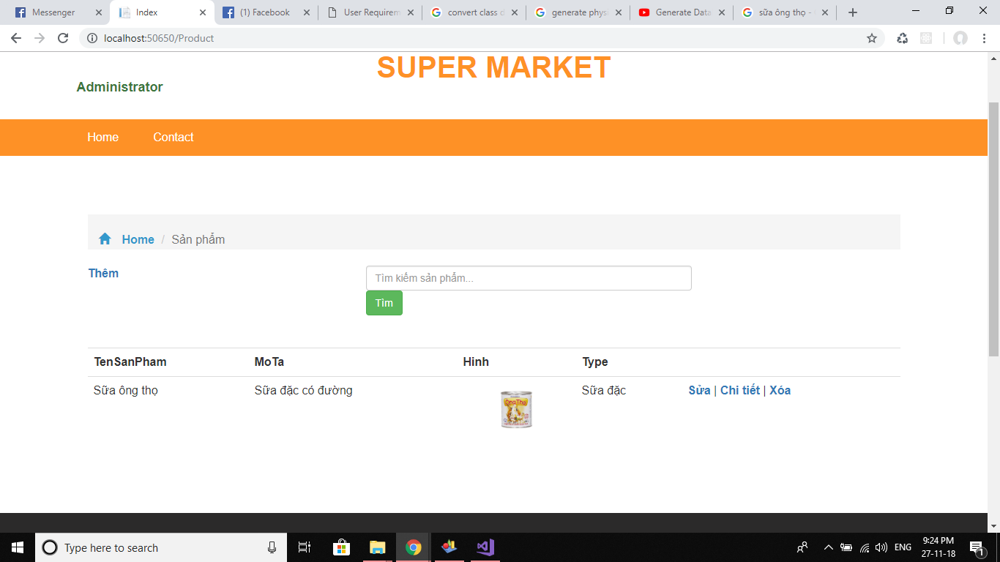 Messenger
Index
(1) Facebook
User Requirem
convert class d
generate physi
Generate Data
sữa ông thọ -
localhost:50650/Product
SUPER MARKET
Administrator
Home Contact
Home / Sản phẩm
Thêm
Tìm kiếm sản phẩm...
Tìm
TenSanPham MoTa Hinh Type
Sữa ông thọ Sữa đặc có đường Sữa đặc Sửa | Chi tiết | Xóa
Ông Thọ
Type here to search
ENG
9:24 PM
27-11-18
1